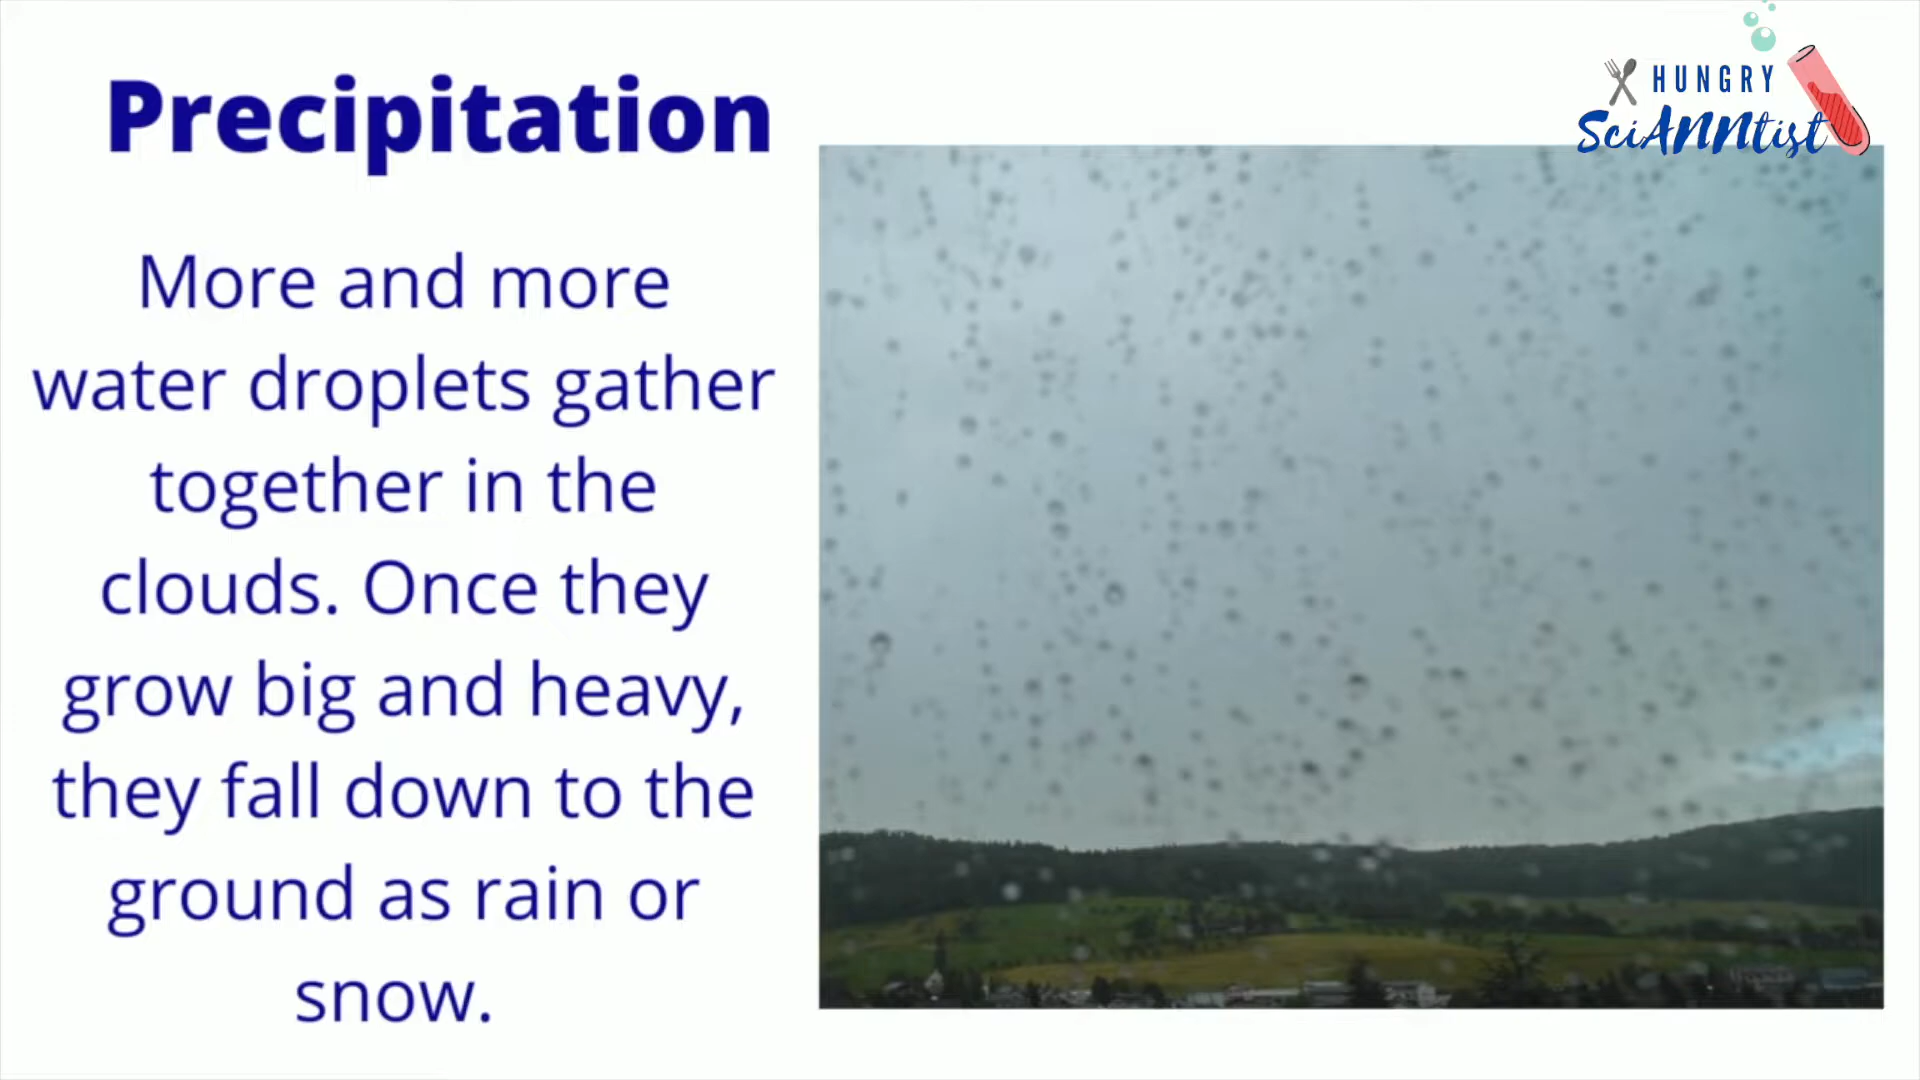 Precipitation
More and more
water droplets gather
together in the
clouds. Once they
grow big and heavy,
they fall down to the
ground as rain or
snow.
HUNGRY
SciANNtist